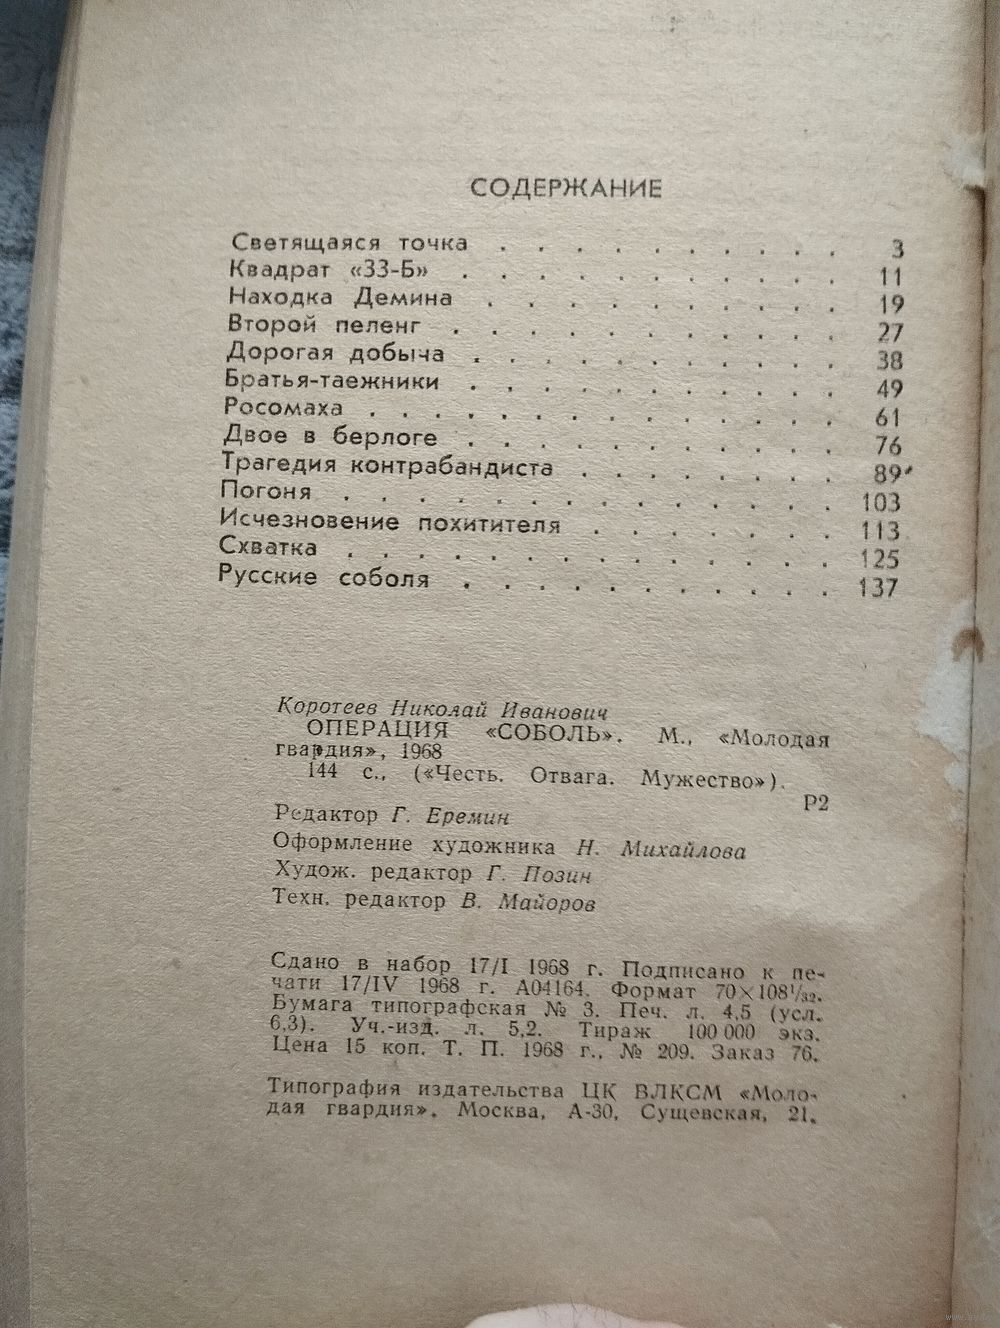 СОДЕРЖАНИЕ
Светящаяся точка . . . . . . . . . . 3
Квадрат «33-Б» . . . . . . . . . . . 11
Находка Демина . . . . . . . . . . 19
Второй пеленг . . . . . . . . . . . 27
Дорогая добыча . . . . . . . . . . 38
Братья-таежники . . . . . . . . . . 49
Росомаха . . . . . . . . . . . . . 61
Двое в берлоге . . . . . . . . . . 76
Трагедия контрабандиста . . . . . . . 89
Погоня . . . . . . . . . . . . . . 103
Исчезновение похитителя . . . . . . . 113
Схватка . . . . . . . . . . . . . . 125
Русские соболя . . . . . . . . . . 137
Коротеев Николай Иванович
ОПЕРАЦИЯ «СОБОЛЬ». М., «Молодая
гвардия», 1968
144 с., («Честь. Отвага. Мужество»).
Р2
Редактор Г. Еремин
Оформление художника Н. Михайлова
Худож. редактор Г. Позин
Техн. редактор В. Майоров
Сдано в набор 17/I 1968 г. Подписано к пе-
чати 17/IV 1968 г. А04164. Формат 70×108¹/₃₂.
Бумага типографская № 3. Печ. л. 4,5 (усл.
6,3). Уч.-изд. л. 5,2. Тираж 100 000 экз.
Цена 15 коп. Т. П. 1968 г., № 209. Заказ 76.
Типография издательства ЦК ВЛКСМ «Моло-
дая гвардия». Москва, А-30, Сущевская, 21.